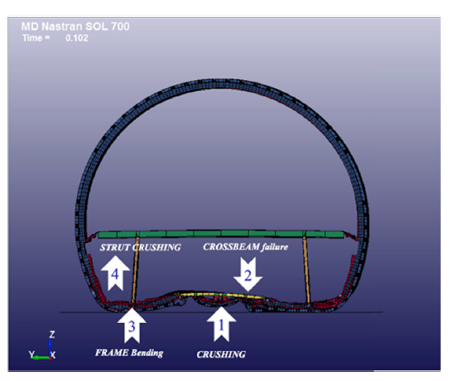 MD Nastran SOL 700
Time = 0.102
STRUT CRUSHING CROSSBEAM failure
4
2
3
1
Z
Y X
FRAME Bending CRUSHING